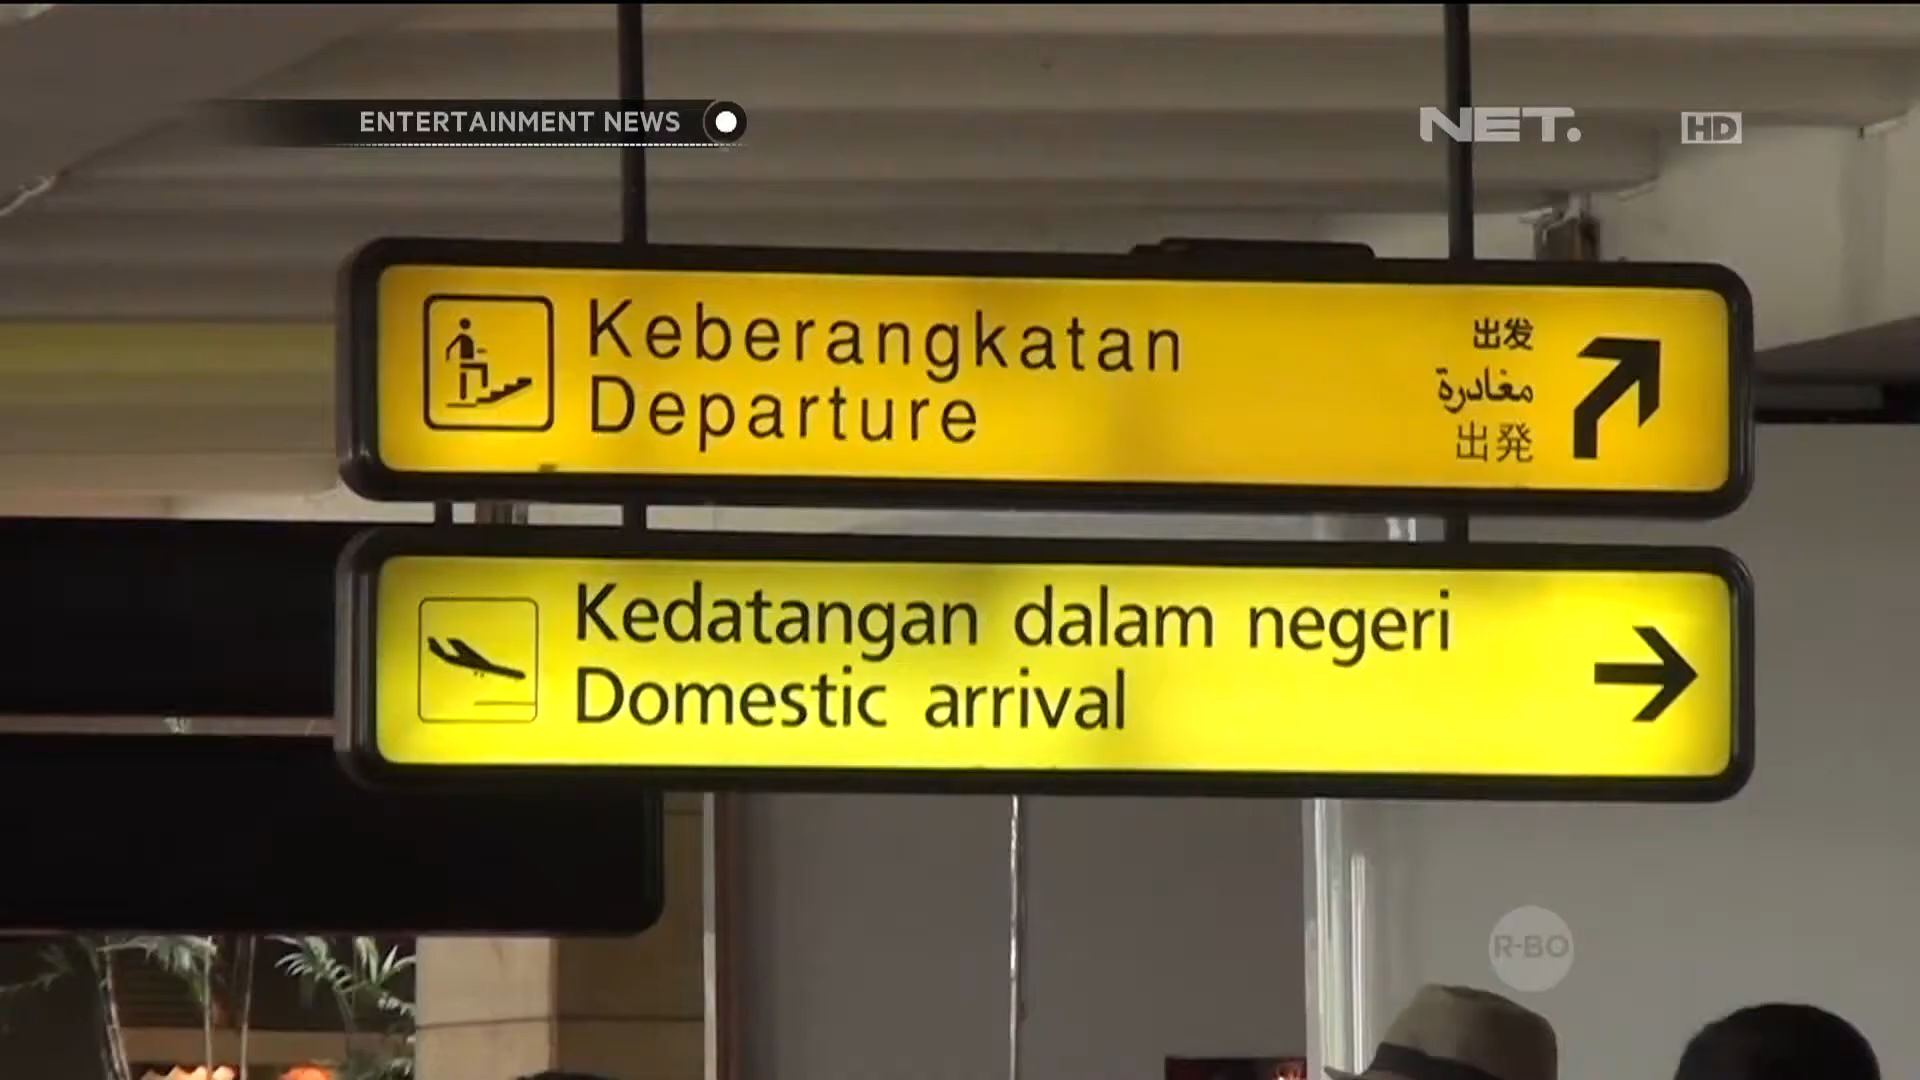 ENTERTAINMENT NEWS
NET.
HD
Keberangkatan
Departure
出发
مغادرة
出発
Kedatangan dalam negeri
Domestic arrival
R-BO